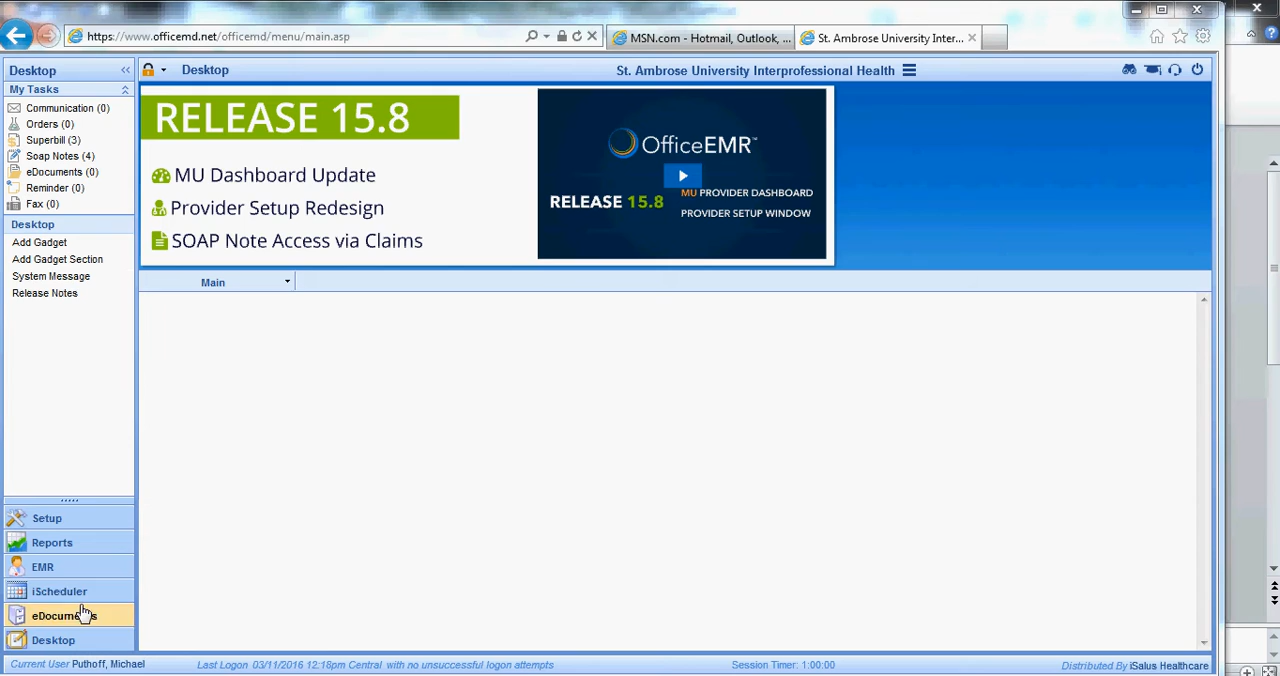 https://www.officemd.net/officemd/menu/main.asp
MSN.com - Hotmail, Outlook, ...
St. Ambrose University Inter...
Desktop
Desktop
St. Ambrose University Interprofessional Health
My Tasks
Communication (0)
Orders (0)
Superbill (3)
Soap Notes (4)
eDocuments (0)
Reminder (0)
Fax (0)
Desktop
Add Gadget
Add Gadget Section
System Message
Release Notes
RELEASE 15.8
MU Dashboard Update
Provider Setup Redesign
SOAP Note Access via Claims
OfficeEMR™
RELEASE 15.8
MU PROVIDER DASHBOARD
PROVIDER SETUP WINDOW
Main
Setup
Reports
EMR
iScheduler
eDocuments
Desktop
Current User Puthoff, Michael
Last Logon 03/11/2016 12:18pm Central with no unsuccessful logon attempts
Session Timer: 1:00:00
Distributed By iSalus Healthcare